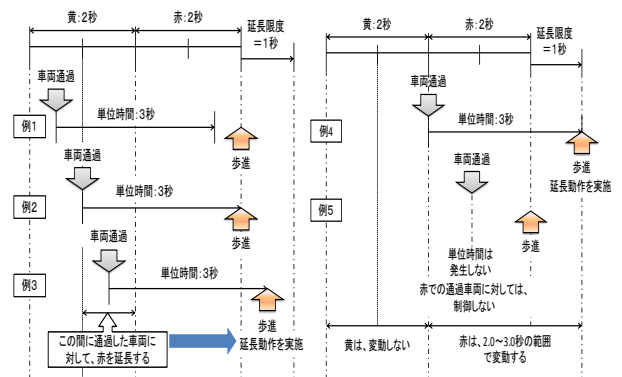 黄:2秒
赤:2秒
延長限度
=1秒
車両通過
単位時間:3秒
例1
歩進
車両通過
単位時間:3秒
例2
歩進
車両通過
単位時間:3秒
例3
歩進
延長動作を実施
この間に通過した車両に
対して、赤を延長する
黄:2秒
赤:2秒
延長限度
=1秒
車両通過
単位時間:3秒
例4
歩進
延長動作を実施
車両通過
例5
歩進
単位時間は
発生しない
赤での通過車両に対しては、
制御しない
黄は、変動しない
赤は、2.0~3.0秒の範囲
で変動する